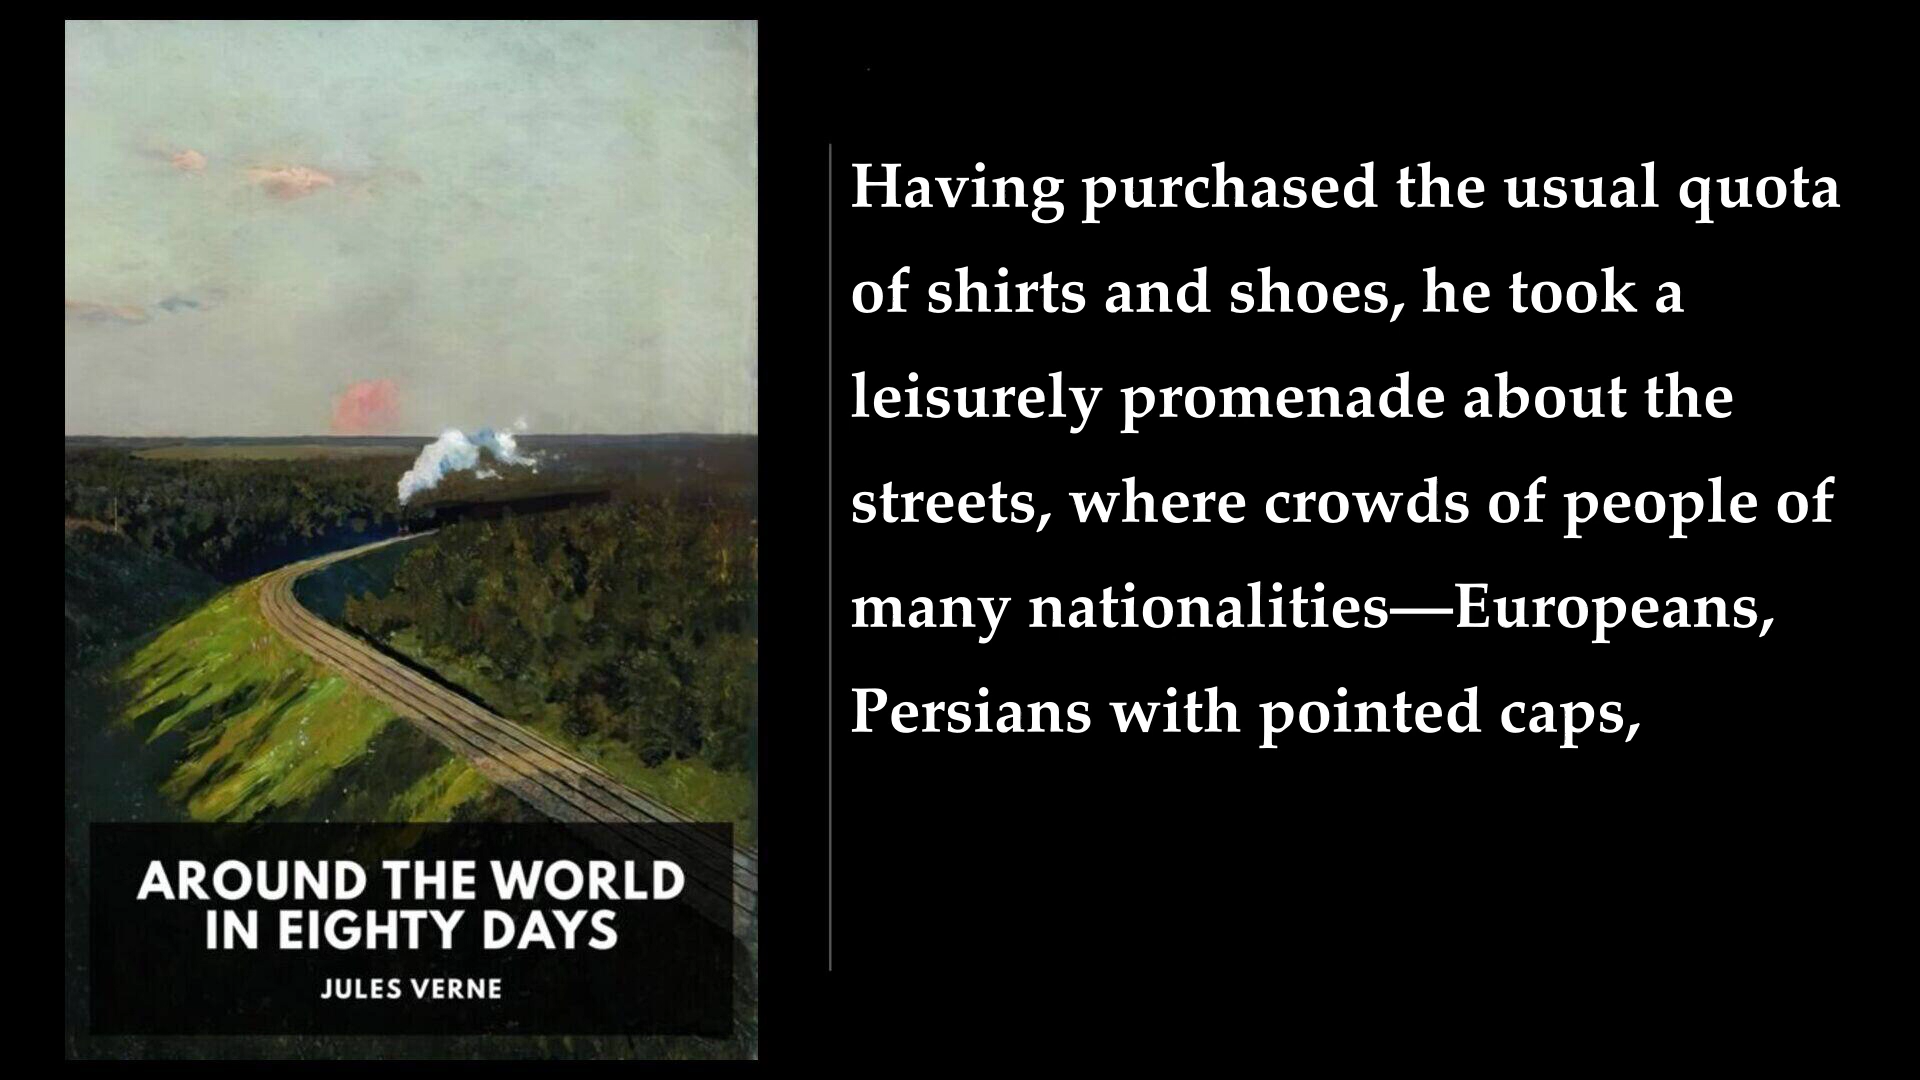 Having purchased the usual quota
of shirts and shoes, he took a
leisurely promenade about the
streets, where crowds of people of
many nationalities—Europeans,
Persians with pointed caps,
AROUND THE WORLD
IN EIGHTY DAYS
JULES VERNE